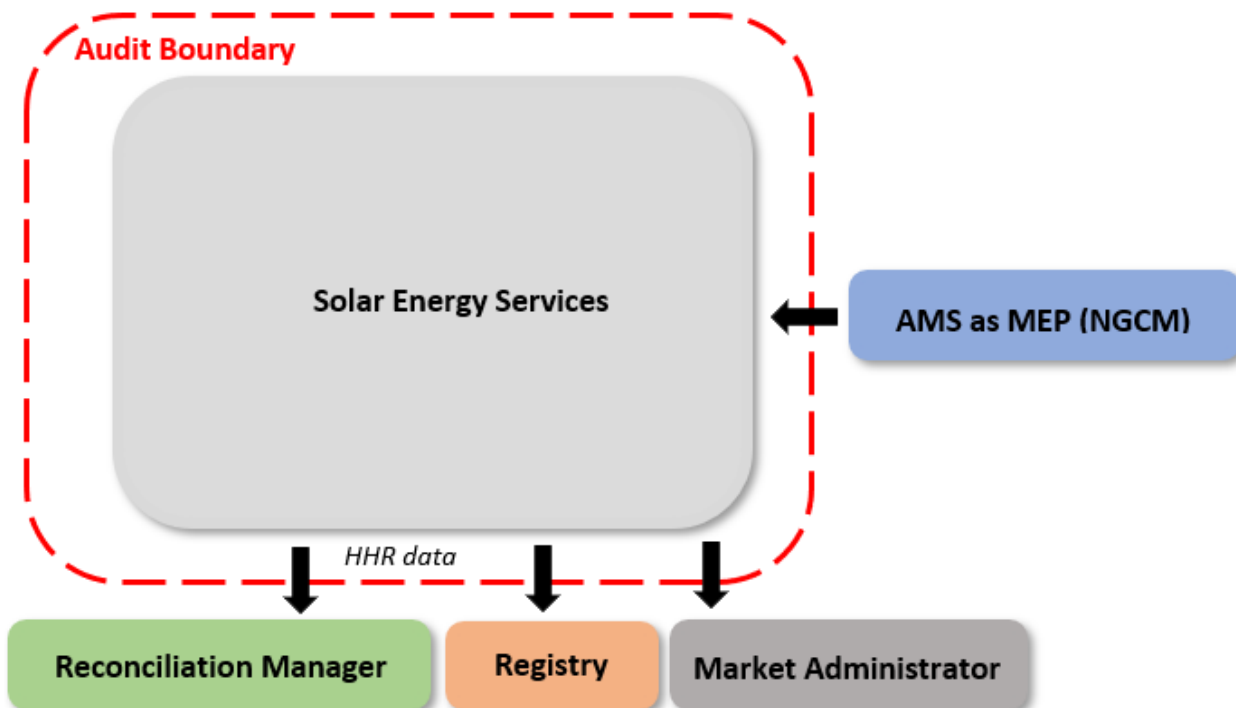 Audit Boundary
Solar Energy Services
AMS as MEP (NGCM)
HHR data
Reconciliation Manager
Registry
Market Administrator